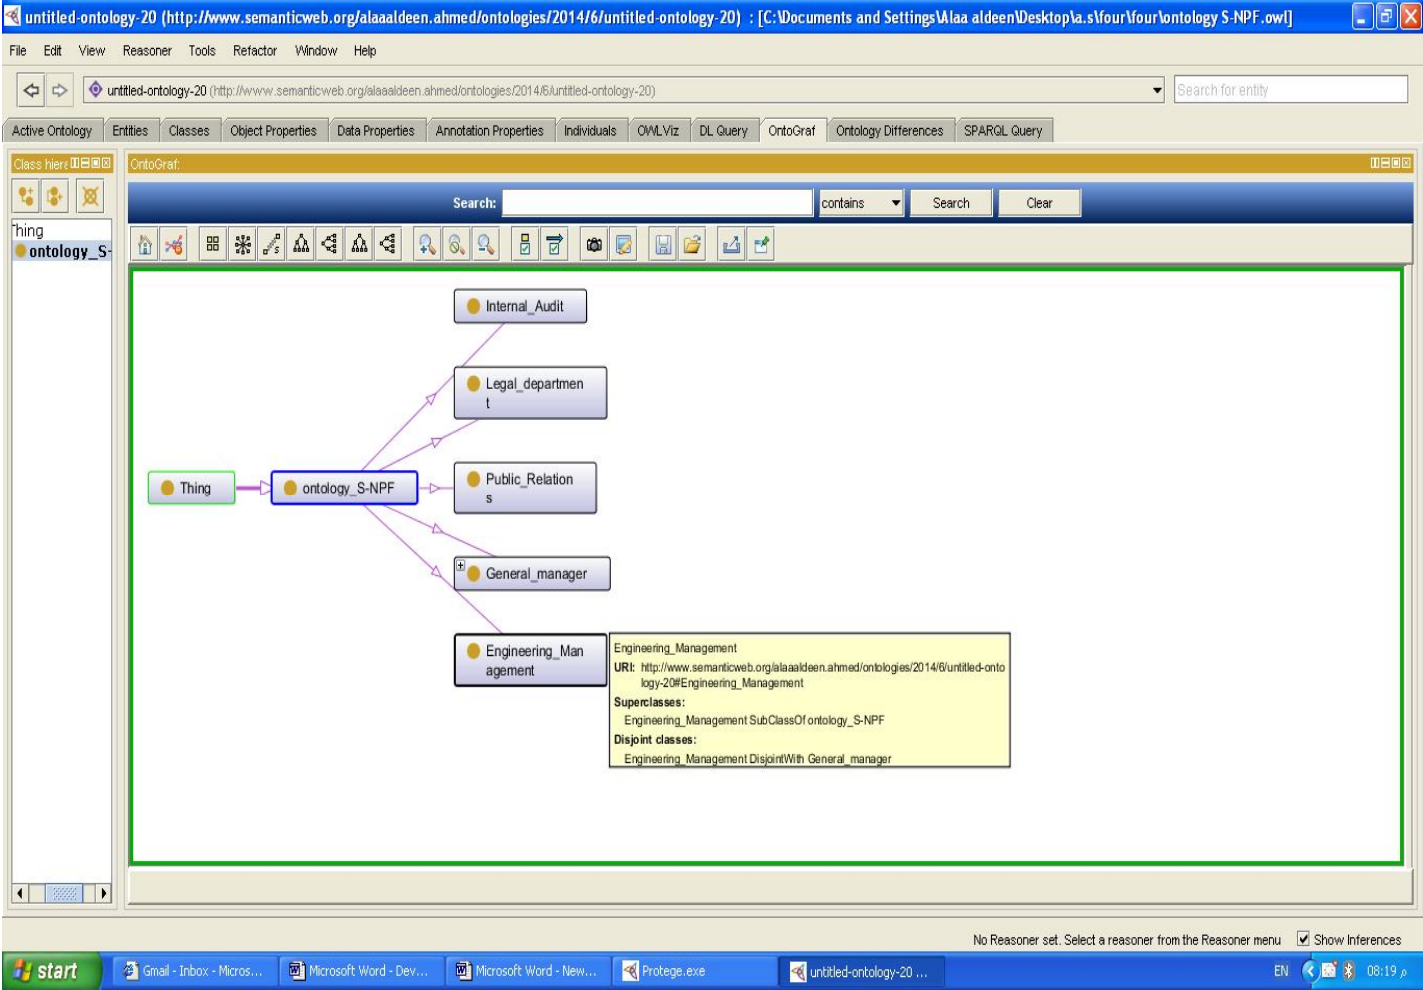 untitled-ontology-20 (http://www.semanticweb.org/alaaaldeen.ahmed/ontologies/2014/6/untitled-ontology-20) : [C:\Documents and Settings\Alaa aldeen\Desktop\a.s\four\four\ontology S-NPF.owl]
File Edit View Reasoner Tools Refactor Window Help
untitled-ontology-20 (http://www.semanticweb.org/alaaaldeen.ahmed/ontologies/2014/6/untitled-ontology-20)
Search for entity
Active Ontology Entities Classes Object Properties Data Properties Annotation Properties Individuals OWLViz DL Query OntoGraf Ontology Differences SPARQL Query
Class hiera
OntoGraf:
Search: contains Search Clear
Thing
ontology_S-
Internal_Audit
Legal_departmen
t
Public_Relation
s
Thing
ontology_S-NPF
General_manager
Engineering_Man
agement
Engineering_Management
URI: http://www.semanticweb.org/alaaaldeen.ahmed/ontologies/2014/6/untitled-onto
logy-20#Engineering_Management
Superclasses:
Engineering_Management SubClassOf ontology_S-NPF
Disjoint classes:
Engineering_Management DisjointWith General_manager
No Reasoner set. Select a reasoner from the Reasoner menu Show Inferences
start Gmail - Inbox - Micros... Microsoft Word - Dev... Microsoft Word - New... Protege.exe untitled-ontology-20 ... EN 08:19 م